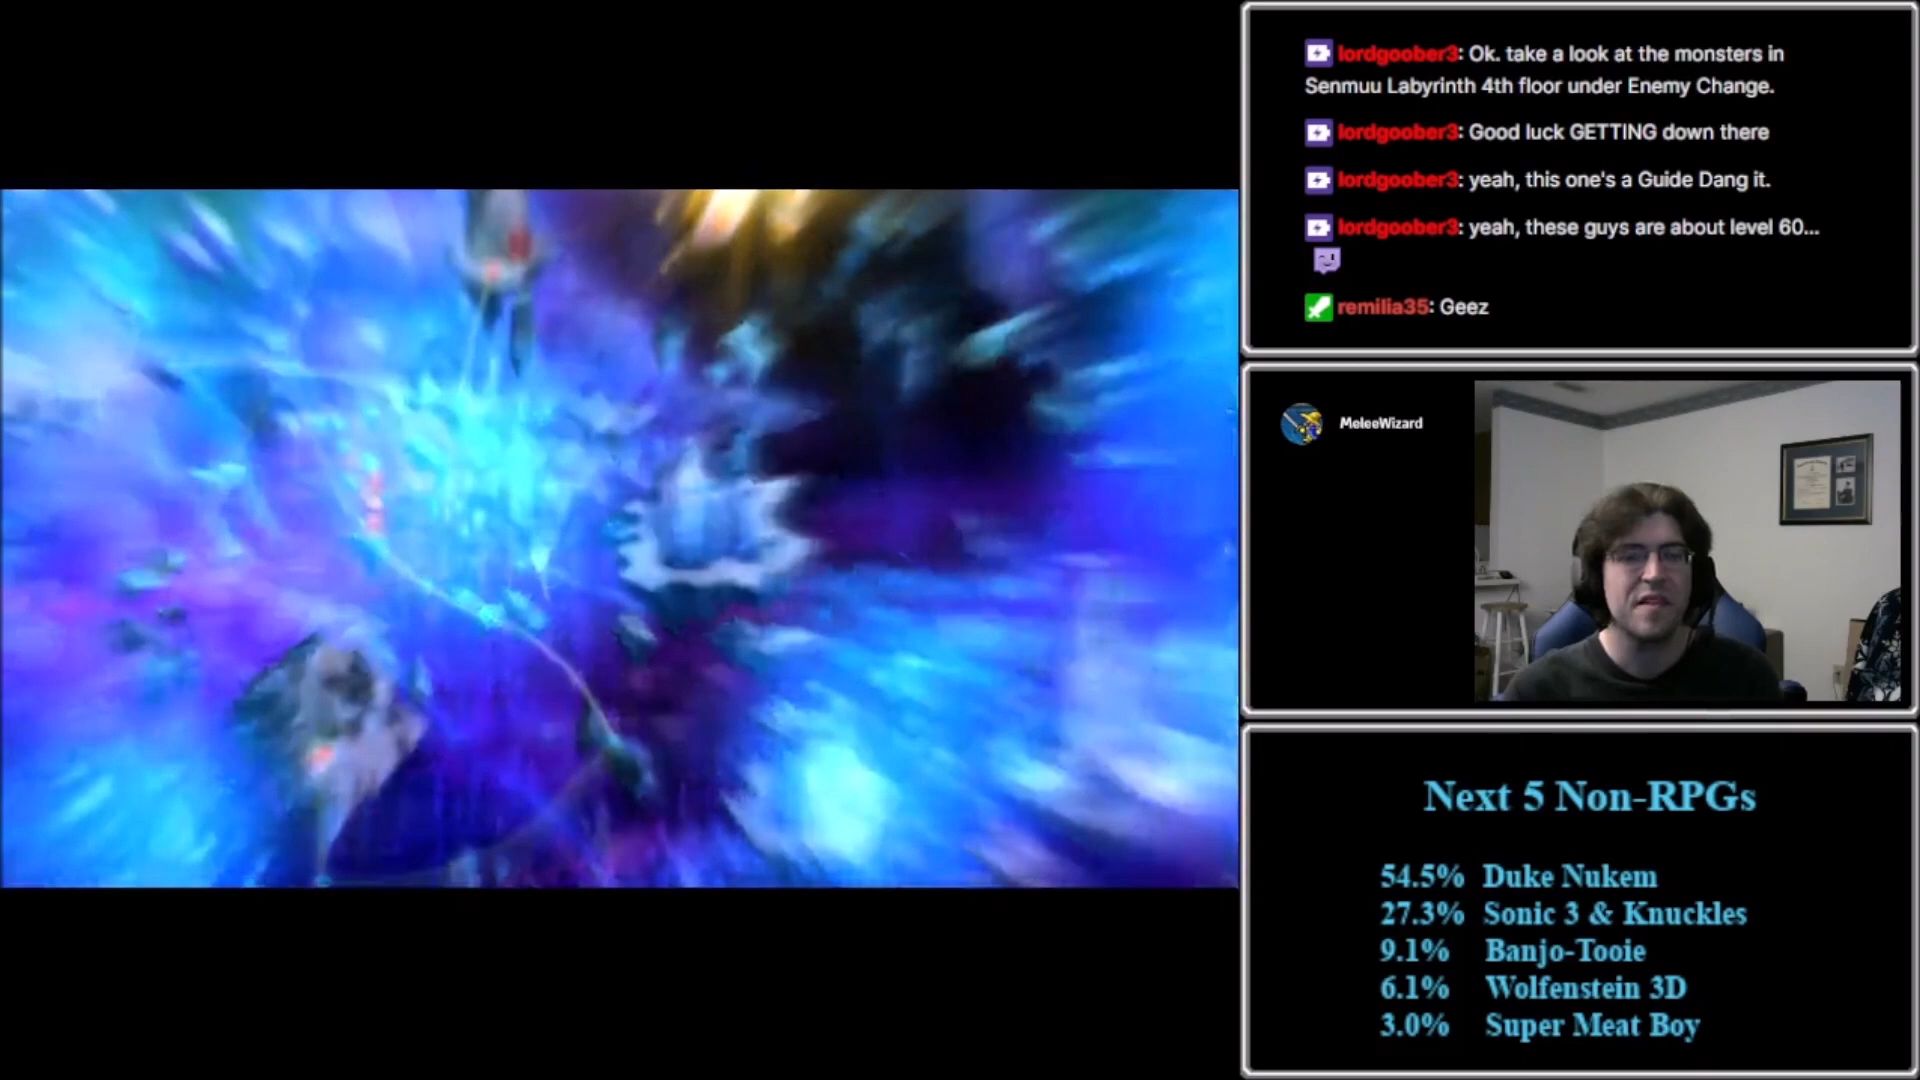 lordgoober3: Ok. take a look at the monsters in
Senmuu Labyrinth 4th floor under Enemy Change.
lordgoober3: Good luck GETTING down there
lordgoober3: yeah, this one's a Guide Dang it.
lordgoober3: yeah, these guys are about level 60...
remilia35: Geez
MeleeWizard
Next 5 Non-RPGs
54.5% Duke Nukem
27.3% Sonic 3 & Knuckles
9.1% Banjo-Tooie
6.1% Wolfenstein 3D
3.0% Super Meat Boy